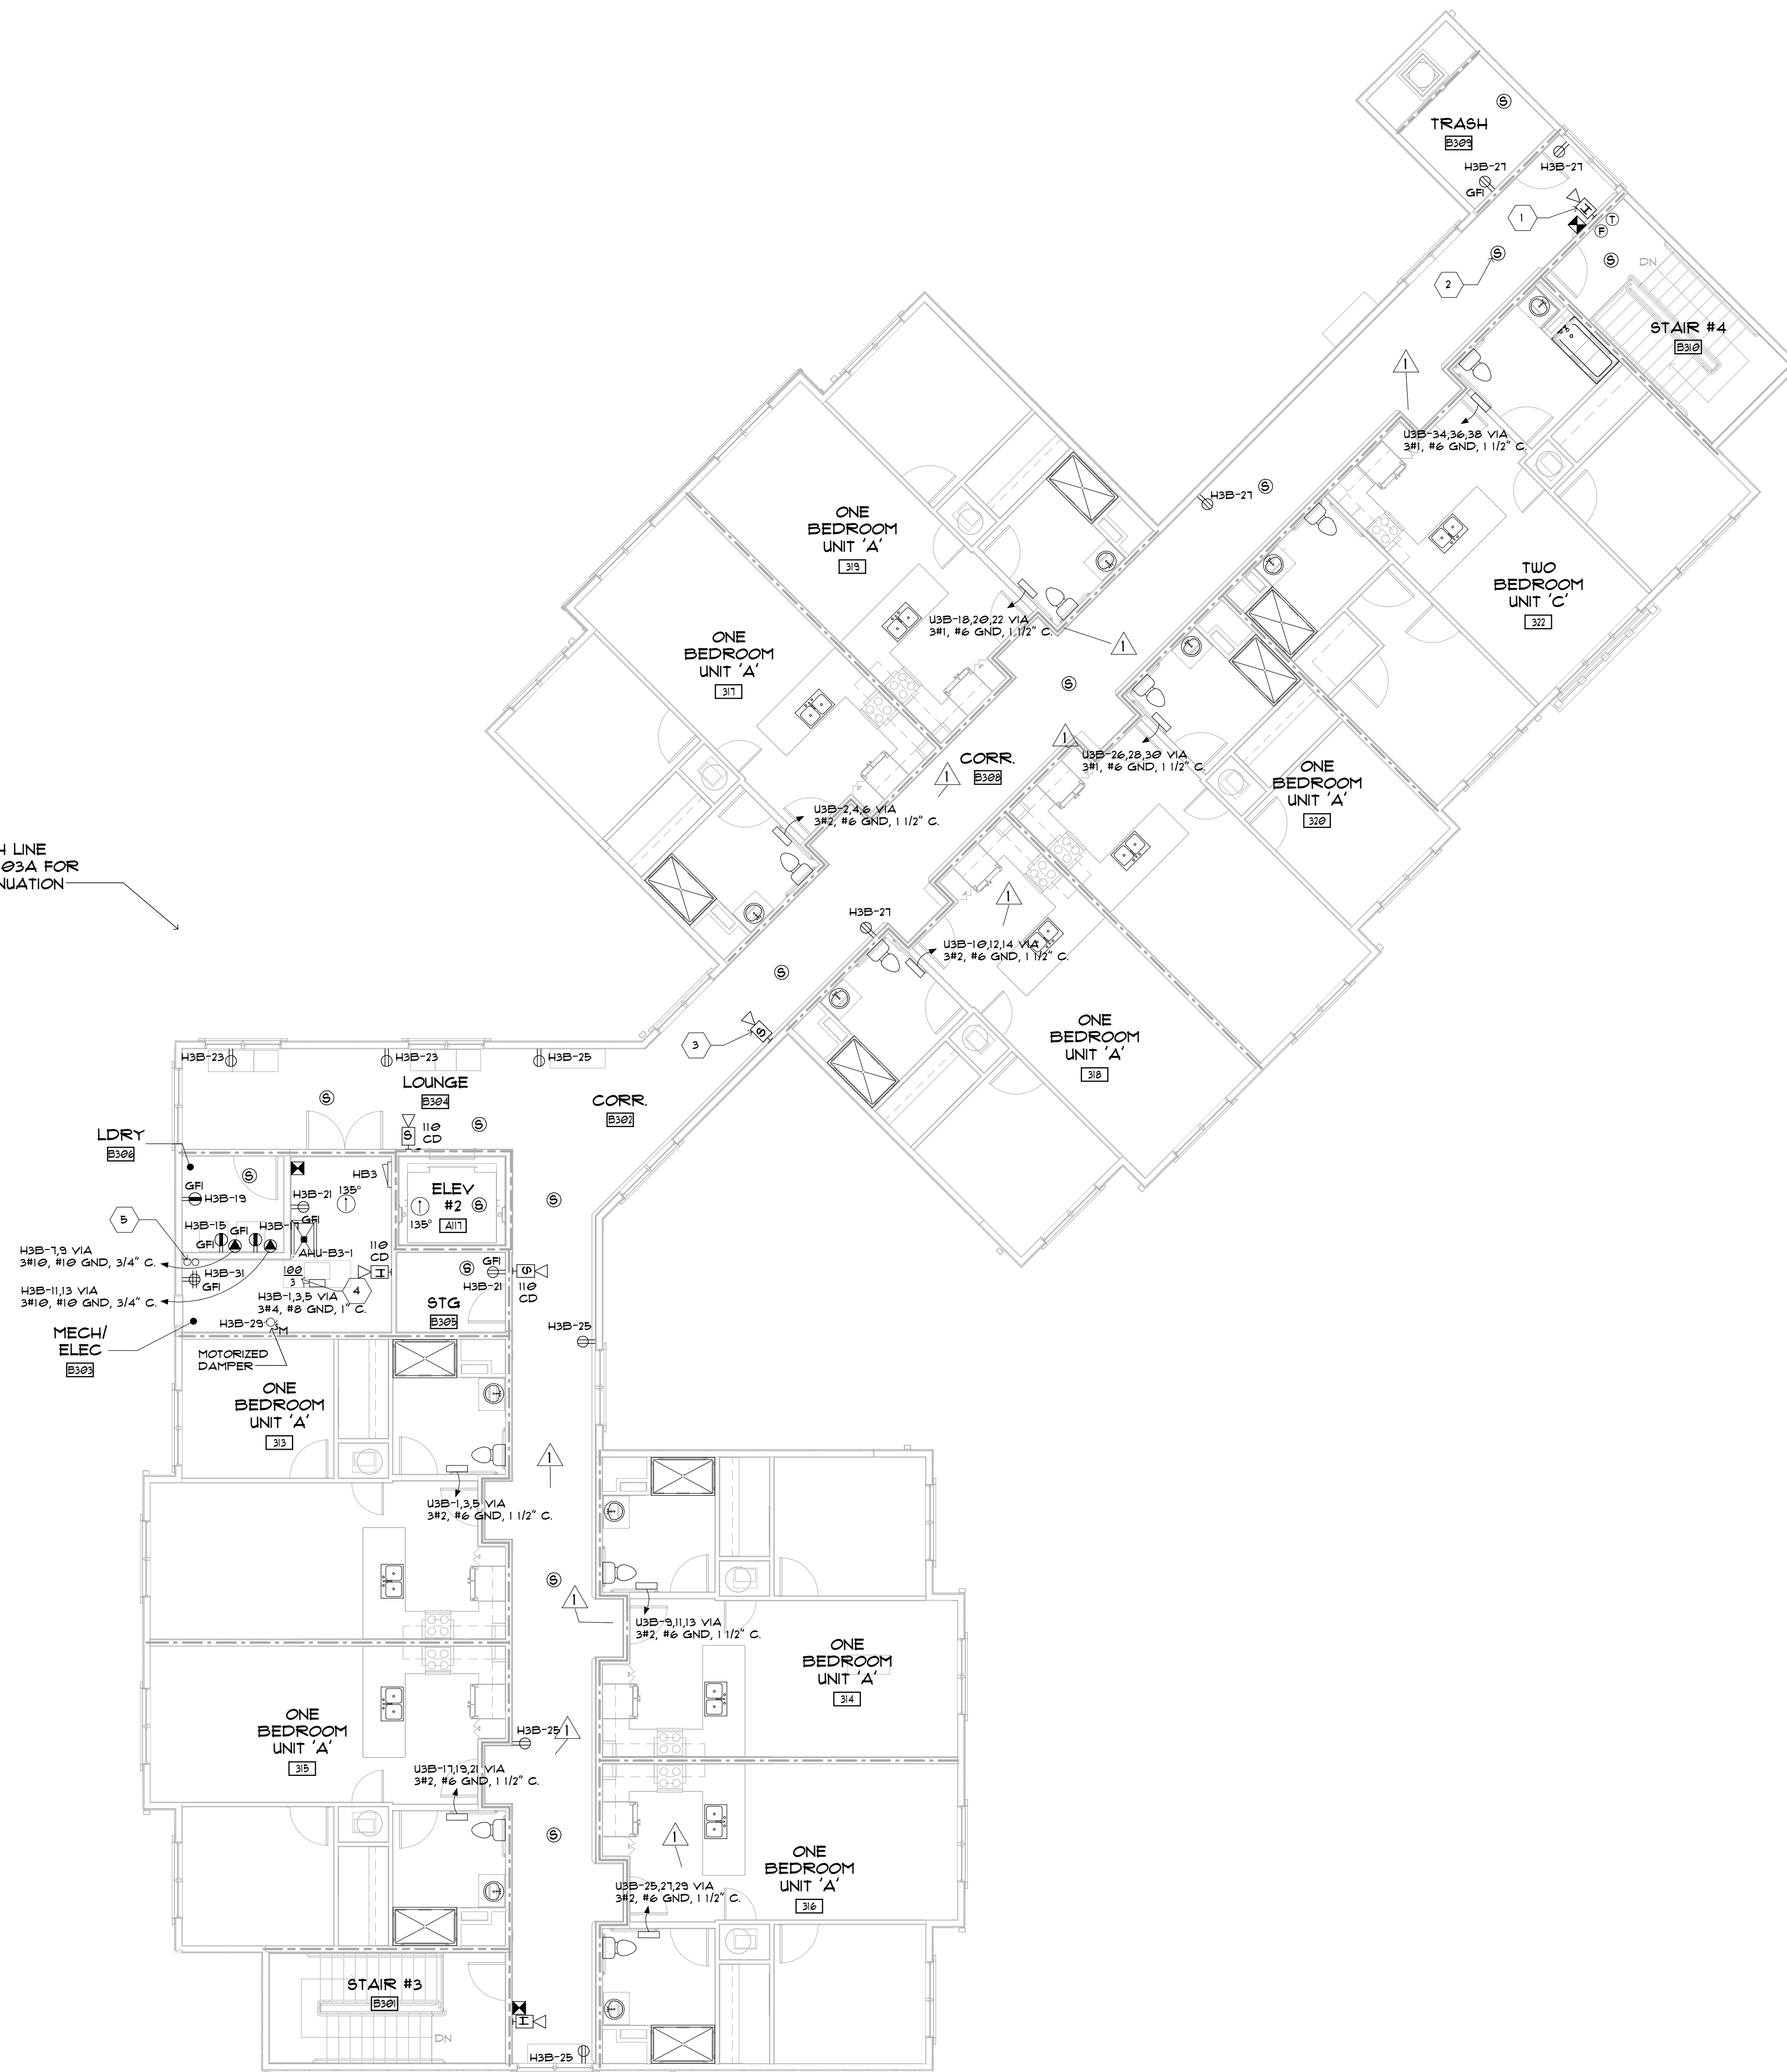 TRASH
B309
H3B-27
GFI
H3B-27
1
T
F
2
DN
STAIR #4
B310
1
U3B-34,36,38 VIA
3#1, #6 GND, 1 1/2" C.
H3B-27
ONE
BEDROOM
UNIT 'A'
319
TWO
BEDROOM
UNIT 'C'
322
U3B-18,20,22 VIA
3#1, #6 GND, 1 1/2" C.
1
ONE
BEDROOM
UNIT 'A'
317
1
U3B-26,28,30 VIA
3#1, #6 GND, 1 1/2" C.
CORR.
B308
1
ONE
BEDROOM
UNIT 'A'
320
U3B-2,4,6 VIA
3#2, #6 GND, 1 1/2" C.
H LINE
03A FOR
NUATION
1
H3B-27
U3B-10,12,14 VIA
3#2, #6 GND, 1 1/2" C.
3
S
ONE
BEDROOM
UNIT 'A'
318
H3B-23
H3B-23
H3B-25
LOUNGE
B304
CORR.
B302
S
110
CD
LDRY
B306
HB3
GFI
H3B-19
H3B-21
GFI
135°
ELEV
#2
A117
135°
5
H3B-15
GFI
GFI
AHU-B3-1
H3B-7,9 VIA
3#10, #10 GND, 3/4" C.
H3B-31
GFI
100
3
110
CD
H
4
GFI
H3B-21
S
110
CD
H3B-11,13 VIA
3#10, #10 GND, 3/4" C.
H3B-1,3,5 VIA
3#4, #8 GND, 1" C.
STG
B305
H3B-29
M
MECH/
ELEC
B303
MOTORIZED
DAMPER
H3B-25
ONE
BEDROOM
UNIT 'A'
313
1
U3B-1,3,5 VIA
3#2, #6 GND, 1 1/2" C.
1
U3B-9,11,13 VIA
3#2, #6 GND, 1 1/2" C.
ONE
BEDROOM
UNIT 'A'
314
ONE
BEDROOM
UNIT 'A'
315
H3B-25
1
U3B-17,19,21 VIA
3#2, #6 GND, 1 1/2" C.
1
ONE
BEDROOM
UNIT 'A'
316
U3B-25,27,29 VIA
3#2, #6 GND, 1 1/2" C.
STAIR #3
B301
DN
H
H3B-25